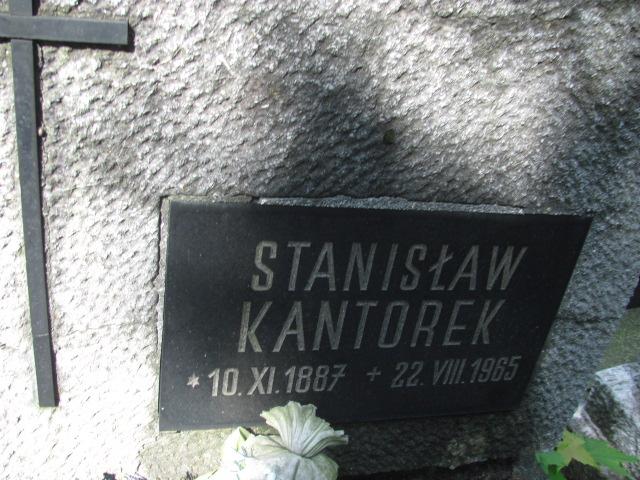 STANISŁAW
KANTOREK
* 10.XI.1887 + 22.VIII.1965